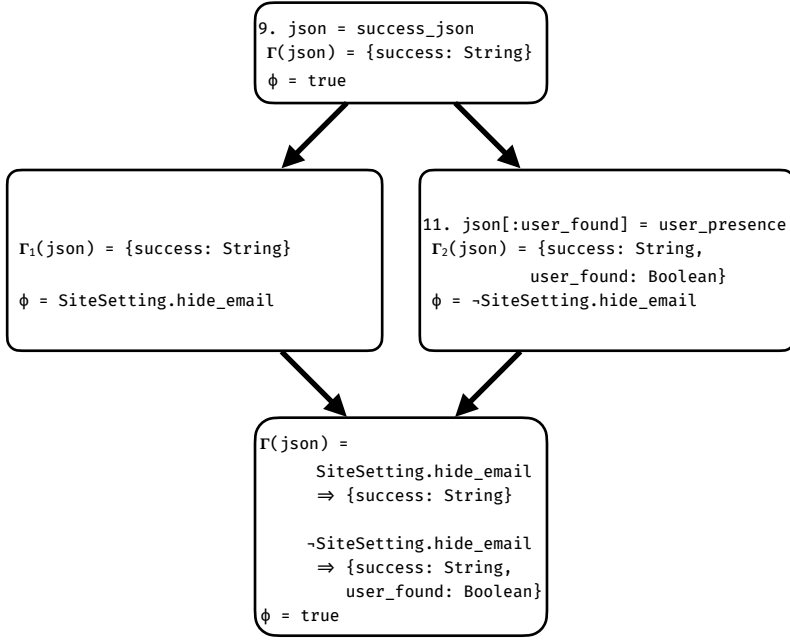 9. json = success_json
Γ(json) = {success: String}
ϕ = true
Γ₁(json) = {success: String}
ϕ = SiteSetting.hide_email
11. json[:user_found] = user_presence
Γ₂(json) = {success: String,
user_found: Boolean}
ϕ = ¬SiteSetting.hide_email
Γ(json) =
SiteSetting.hide_email
⇒ {success: String}
¬SiteSetting.hide_email
⇒ {success: String,
user_found: Boolean}
ϕ = true